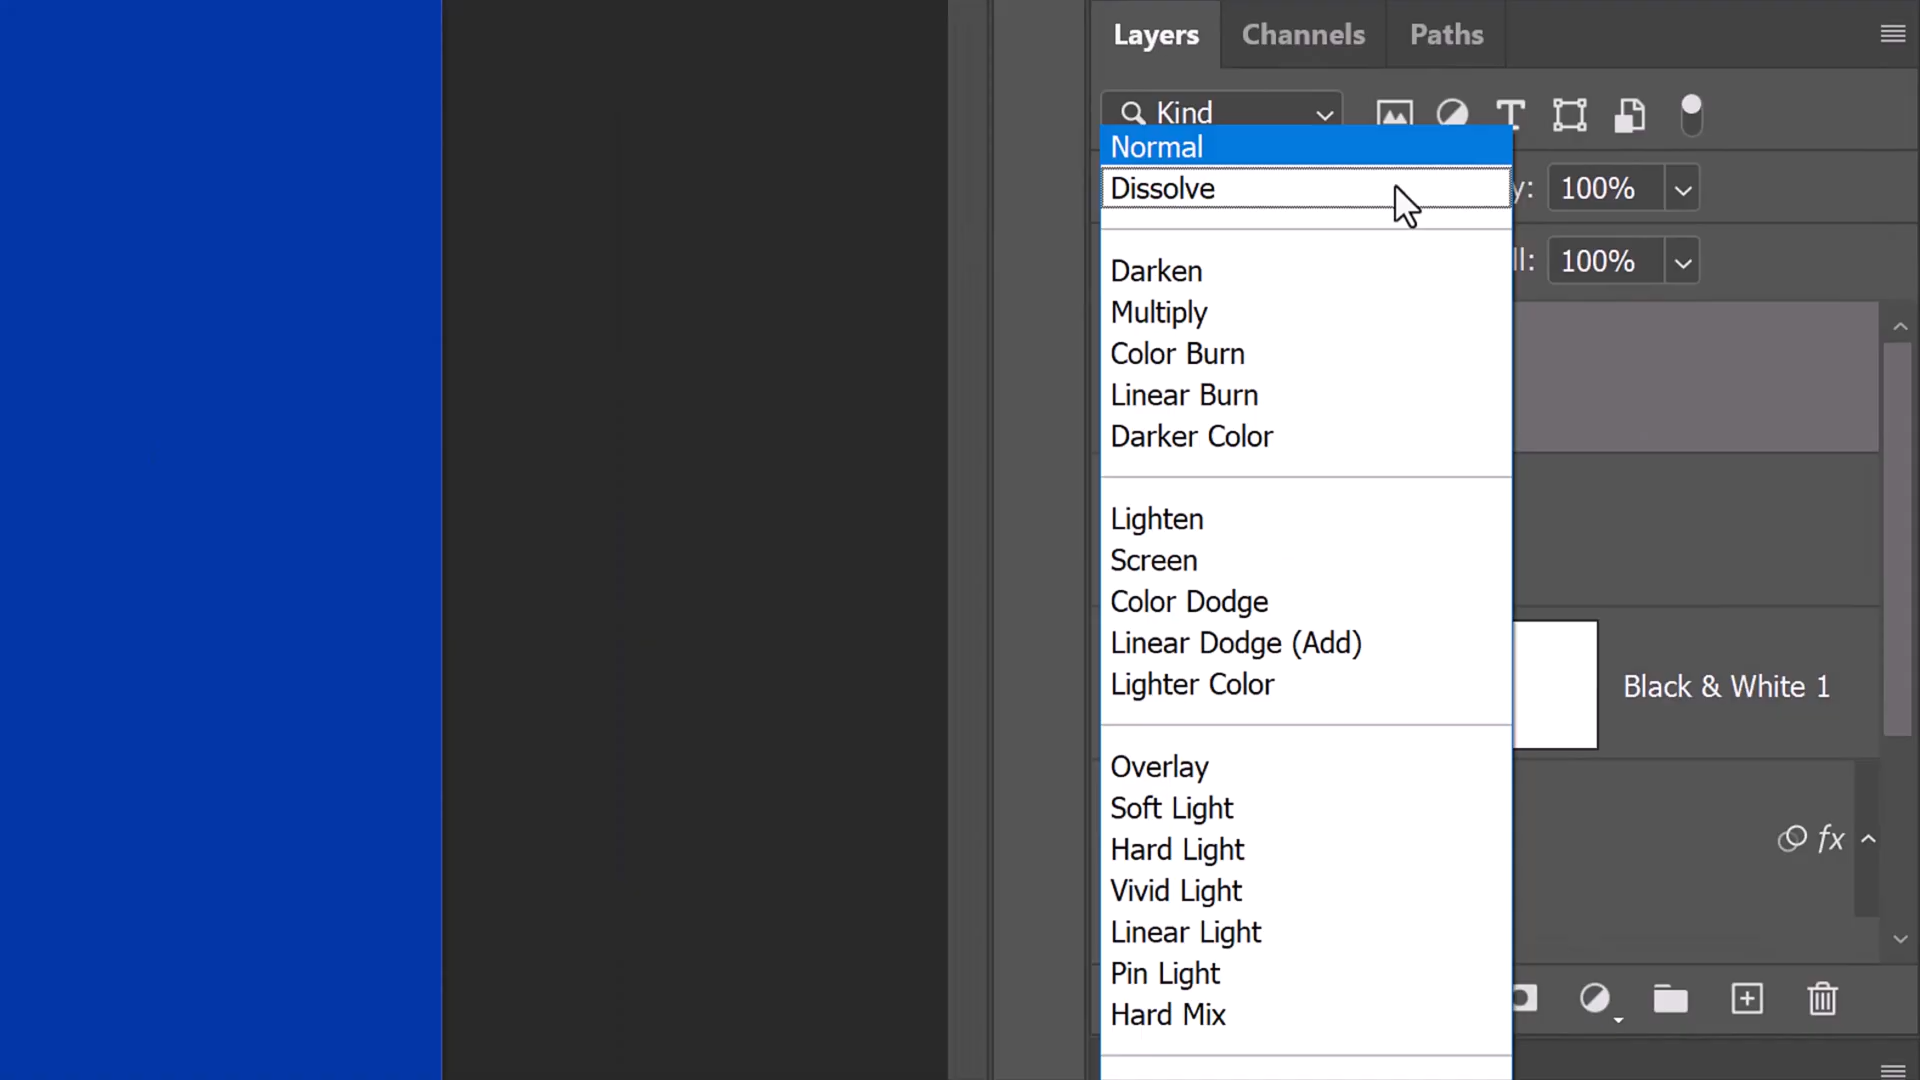 Layers Channels Paths
Kind
Normal
Dissolve
y: 100%
Darken
ll: 100%
Multiply
Color Burn
Linear Burn
Darker Color
Lighten
Screen
Color Dodge
Linear Dodge (Add)
Lighter Color
Black & White 1
Overlay
Soft Light
Hard Light
fx
Vivid Light
Linear Light
Pin Light
Hard Mix